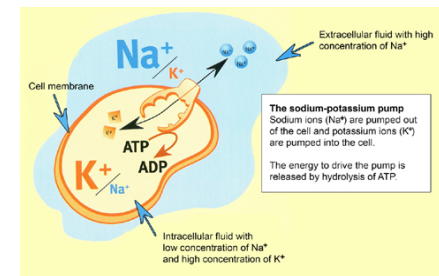 Extracellular fluid with high
concentration of Na⁺
Na⁺
K⁺
Na⁺
Na⁺
Cell membrane
K⁺
ATP
ADP
K⁺
Na⁺
The sodium-potassium pump
Sodium ions (Na⁺) are pumped out
of the cell and potassium ions (K⁺)
are pumped into the cell.
The energy to drive the pump is
released by hydrolysis of ATP.
Intracellular fluid with
low concentration of Na⁺
and high concentration of K⁺